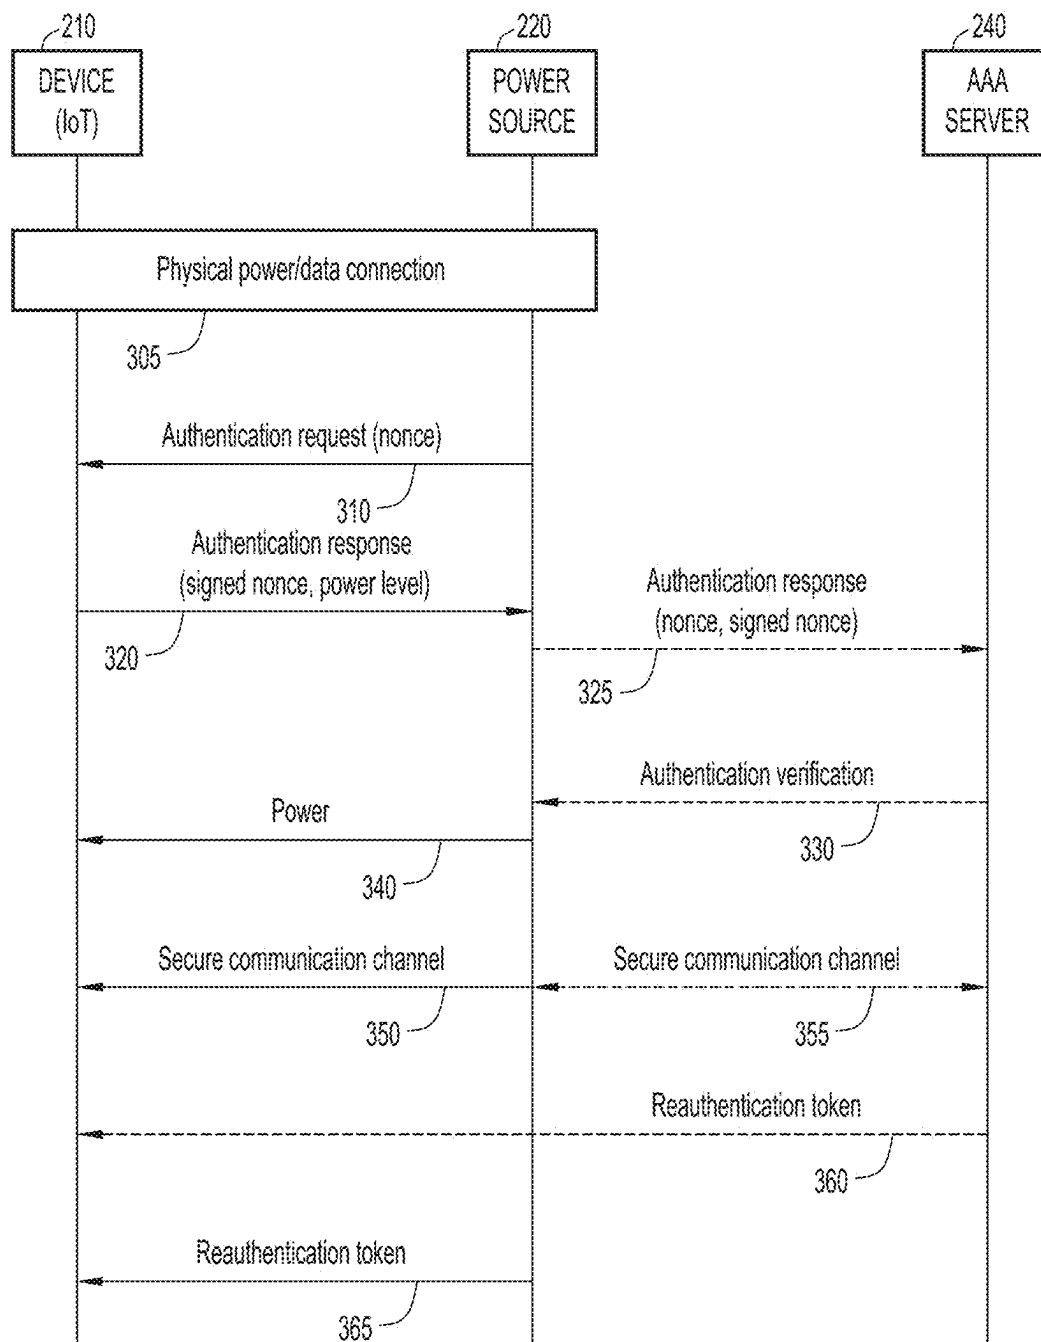 210
220
240
DEVICE
(IoT)
POWER
SOURCE
AAA
SERVER
Physical power/data connection
305
Authentication request (nonce)
310
Authentication response
(signed nonce, power level)
320
Authentication response
(nonce, signed nonce)
325
Authentication verification
330
Power
340
Secure communication channel
350
Secure communication channel
355
Reauthentication token
360
Reauthentication token
365